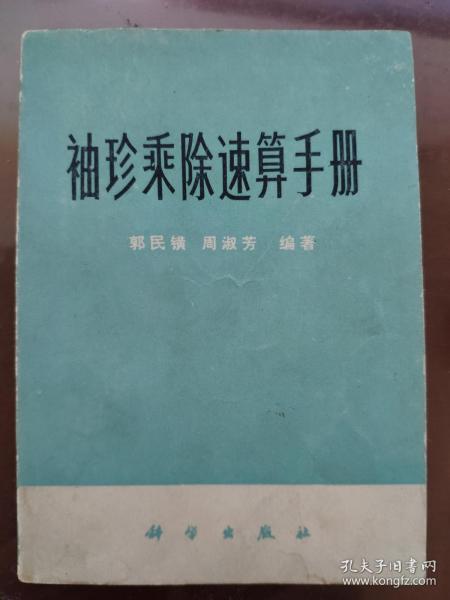 袖珍乘除速算手册
郭民镤 周淑芳 编著
科学出版社
孔夫子旧书网
www.kongfz.com